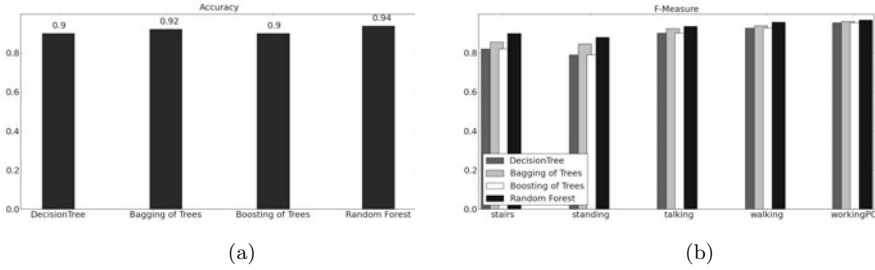 Accuracy
0.9
0.92
0.9
0.94
0.8
0.6
0.4
0.2
0.0
DecisionTree
Bagging of Trees
Boosting of Trees
Random Forest
(a)
F-Measure
0.8
0.6
0.4
0.2
0.0
DecisionTree
Bagging of Trees
Boosting of Trees
Random Forest
stairs
standing
talking
walking
workingPC
(b)